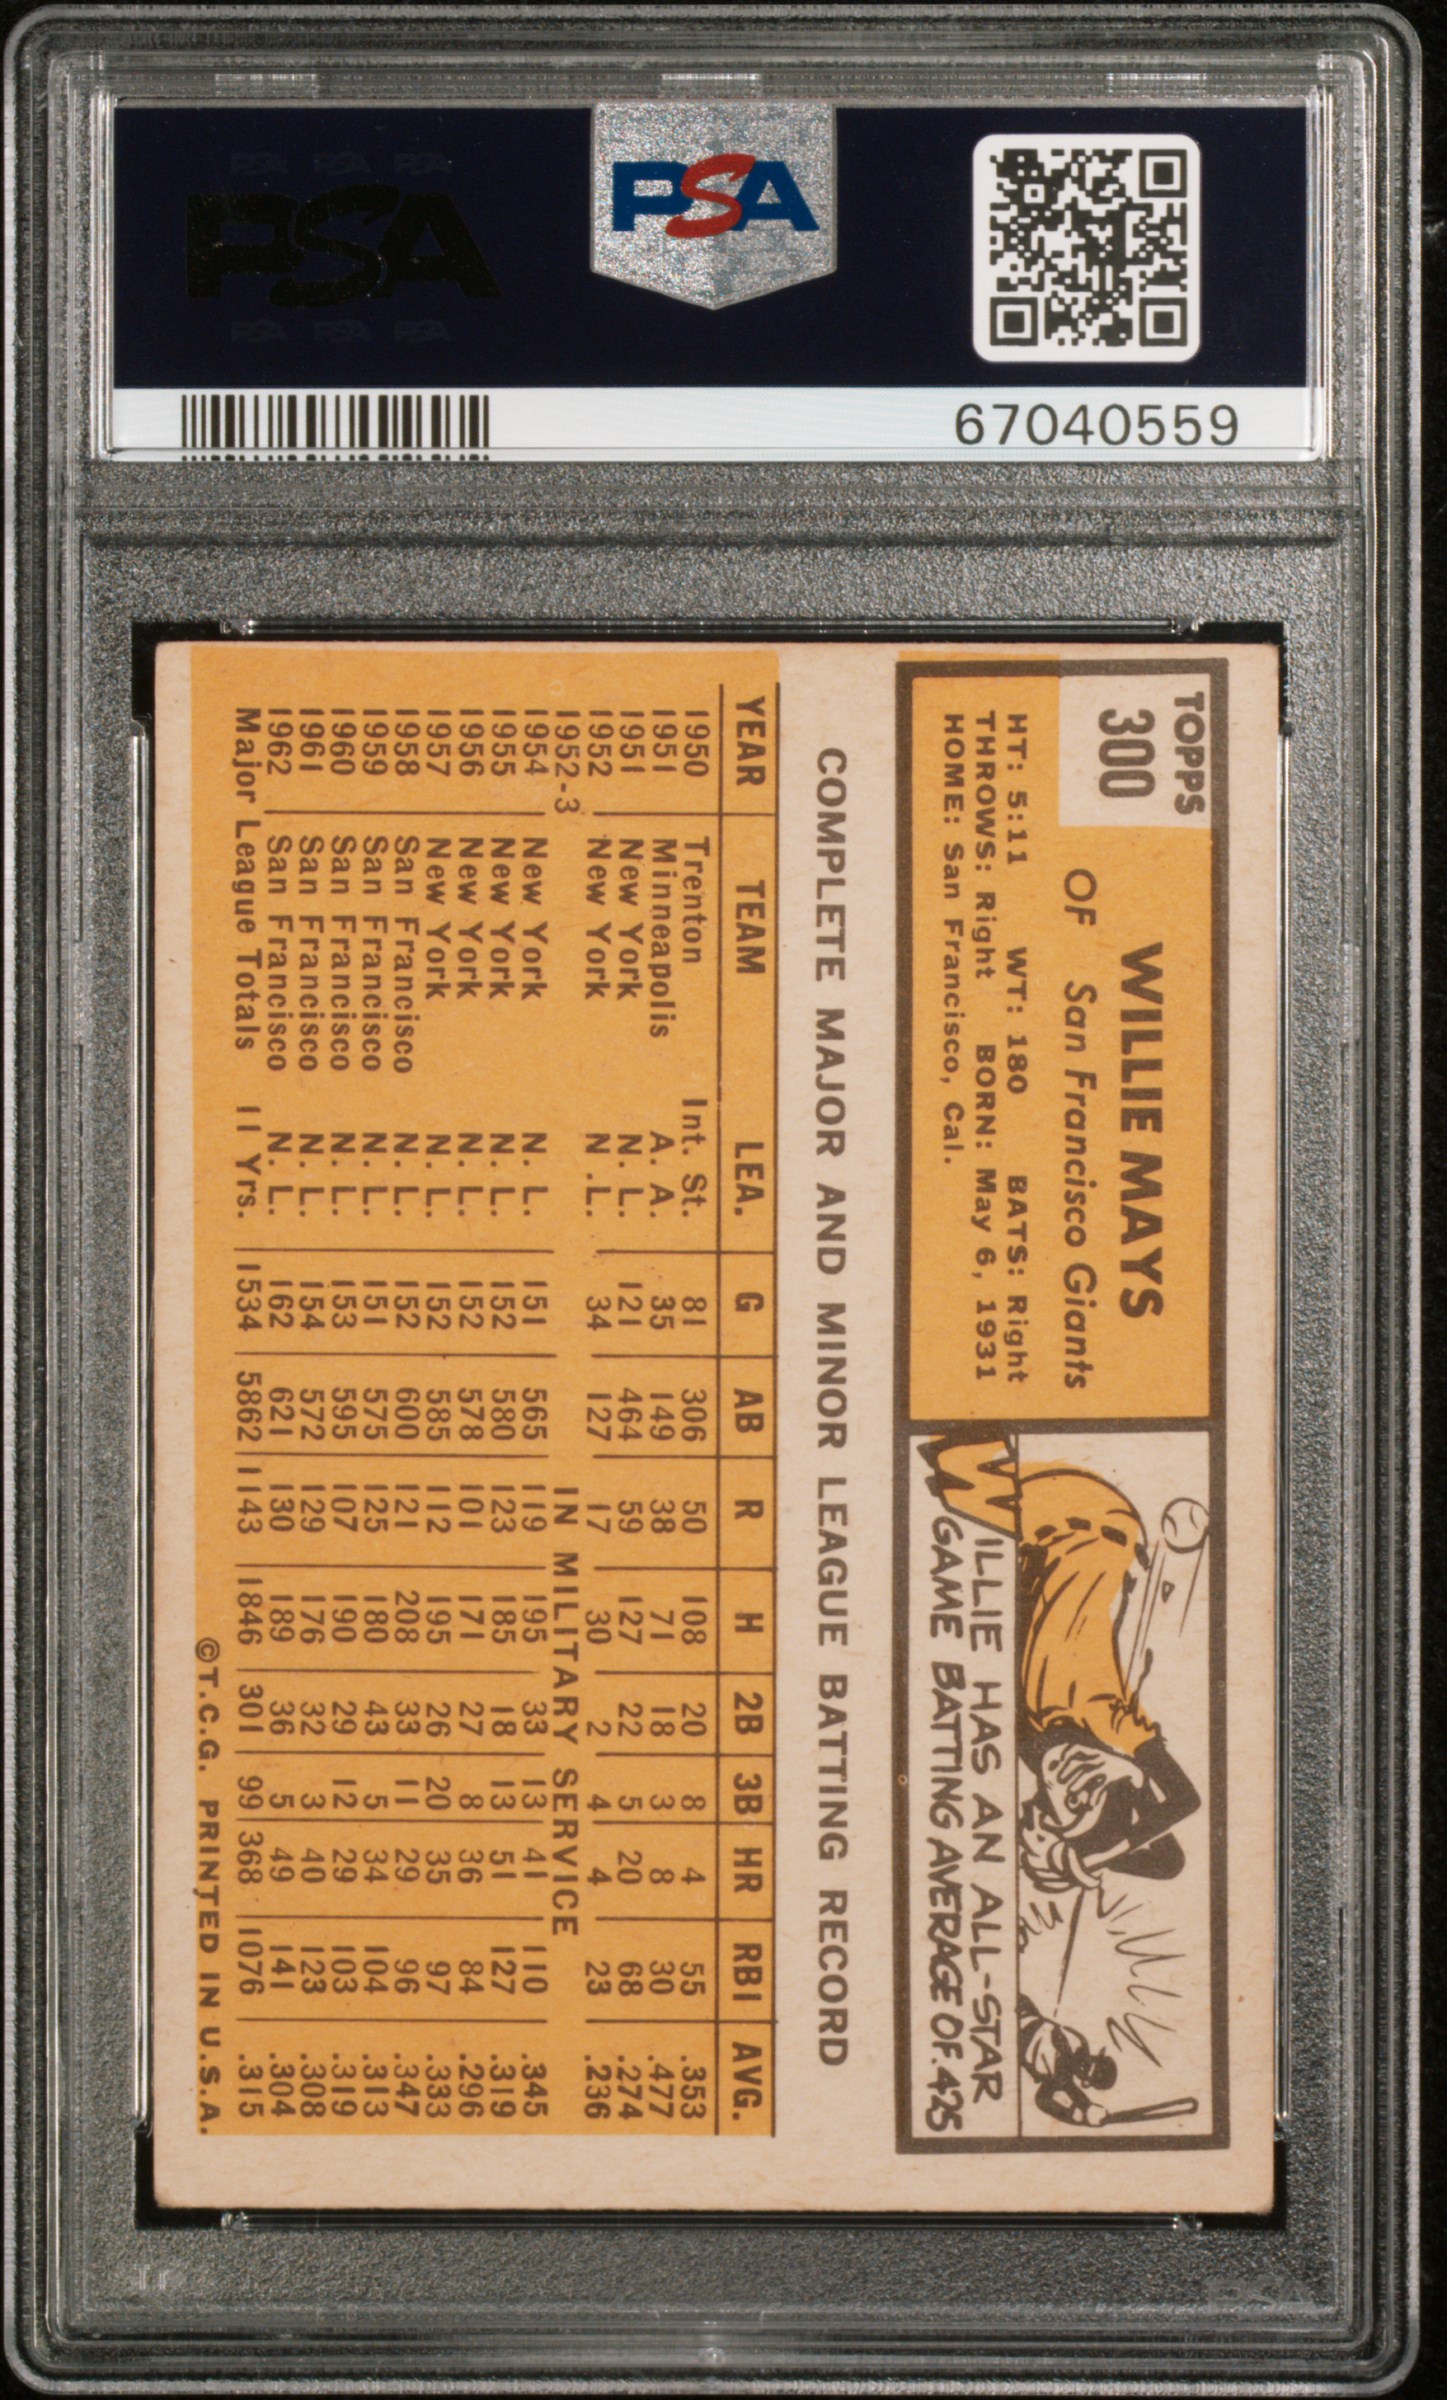 PSA PSA PSA
PSA
PSA PSA PSA
PSA
67040559
TOPPS
300
WILLIE MAYS
OF San Francisco Giants
HT: 5:11 WT: 180 BATS: Right
THROWS: Right BORN: May 6, 1931
HOME: San Francisco, Cal.
WILLIE HAS AN ALL-STAR
GAME BATTING AVERAGE OF .425
COMPLETE MAJOR AND MINOR LEAGUE BATTING RECORD
YEAR TEAM LEA. G AB R H 2B 3B HR RBI AVG.
1950 Trenton Int. St. 81 306 50 108 20 8 4 55 .353
1951 Minneapolis A. A. 35 149 38 71 18 3 8 30 .477
1951 New York N. L. 121 464 59 127 22 5 20 68 .274
1952 New York N .L. 34 127 17 30 2 4 4 23 .236
1952-3 IN MILITARY SERVICE
1954 New York N. L. 151 565 119 195 33 13 41 110 .345
1955 New York N. L. 152 580 123 185 18 13 51 127 .319
1956 New York N. L. 152 578 101 171 27 8 36 84 .296
1957 New York N. L. 152 585 112 195 26 20 35 97 .333
1958 San Francisco N. L. 152 600 121 208 33 11 29 96 .347
1959 San Francisco N. L. 151 575 125 180 43 5 34 104 .313
1960 San Francisco N. L. 153 595 107 190 29 12 29 103 .319
1961 San Francisco N. L. 154 572 129 176 32 3 40 123 .308
1962 San Francisco N. L. 162 621 130 189 36 5 49 141 .304
Major League Totals 11 Yrs. 1534 5862 1143 1846 301 99 368 1076 .315
©T.C.G. PRINTED IN U.S.A.
PSA